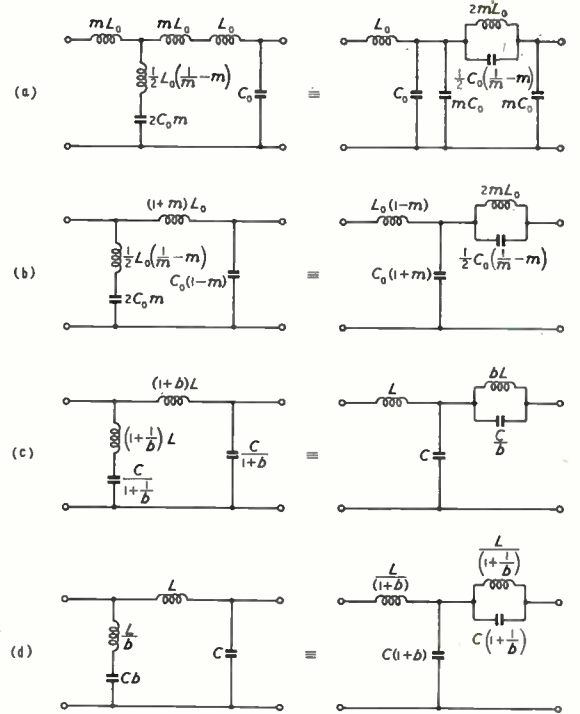 (a)
mL₀ mL₀ L₀
½L₀(1/m−m)
2C₀m
C₀
≡
L₀
2mL₀
½C₀(1/m−m)
C₀ mC₀ mC₀
(b)
(1+m)L₀
½L₀(1/m−m)
2C₀m
C₀(1−m)
≡
L₀(1−m)
2mL₀
C₀(1+m)
½C₀(1/m−m)
(c)
(1+b)L
(1+1/b)L
C/(1+1/b)
C/(1+b)
≡
L
bL
C
C/b
(d)
L
L/b
Cb
C
≡
L/(1+b)
L/(1+1/b)
C(1+b)
C(1+1/b)